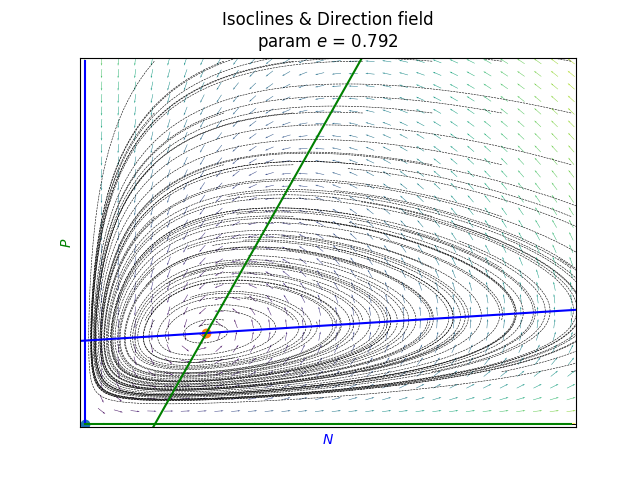 Isoclines & Direction field
param e = 0.792
P
N